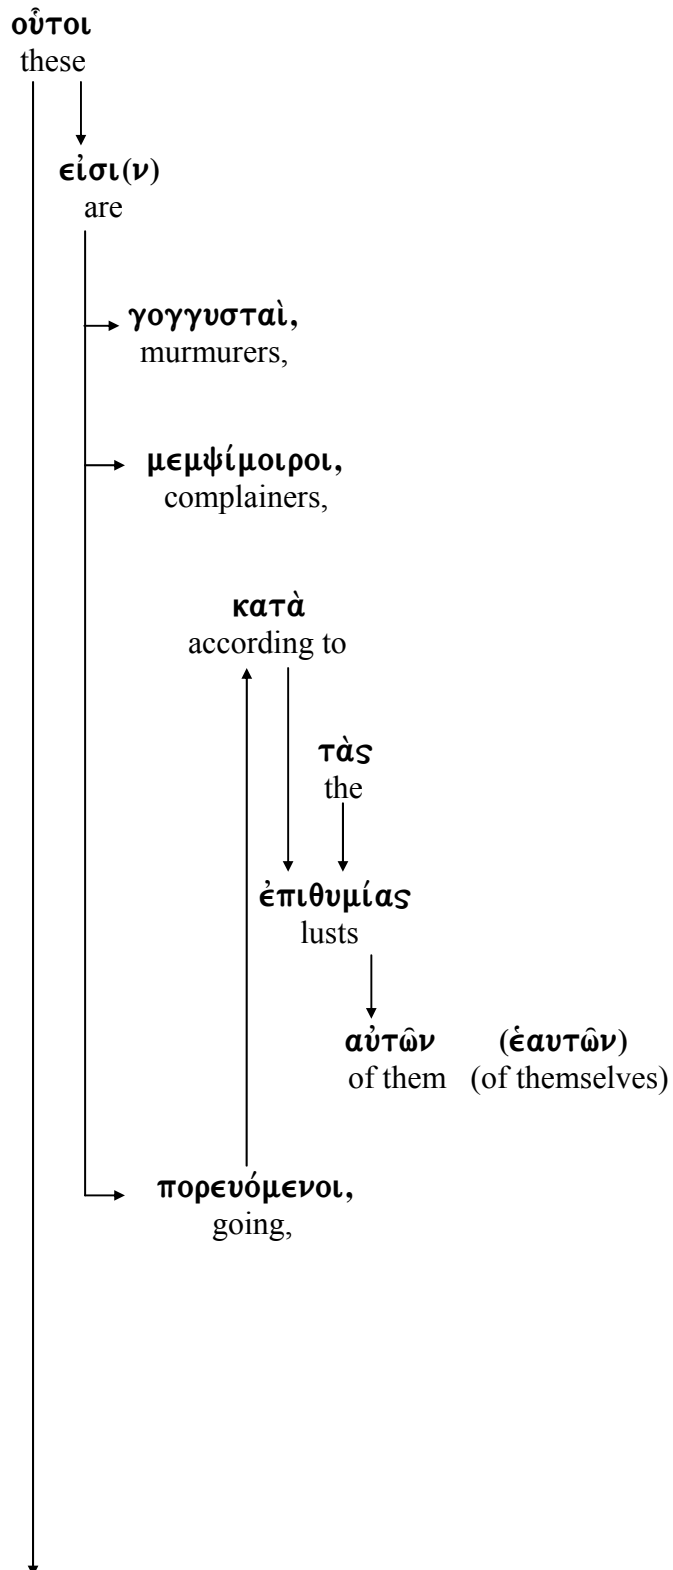 οὗτοι
these
εἰσι(ν)
are
γογγυσταὶ,
murmurers,
μεμψίμοιροι,
complainers,
κατὰ
according to
τὰς
the
ἐπιθυμίας
lusts
αὐτῶν (ἑαυτῶν)
of them (of themselves)
πορευόμενοι,
going,